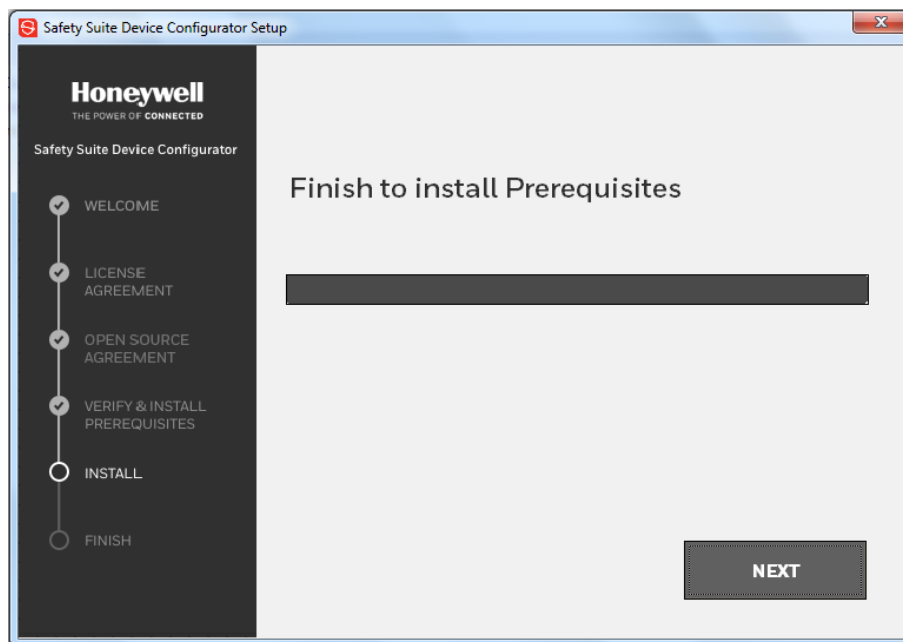 Safety Suite Device Configurator Setup
Honeywell
THE POWER OF CONNECTED
Safety Suite Device Configurator
WELCOME
LICENSE
AGREEMENT
OPEN SOURCE
AGREEMENT
VERIFY & INSTALL
PREREQUISITES
INSTALL
FINISH
Finish to install Prerequisites
NEXT